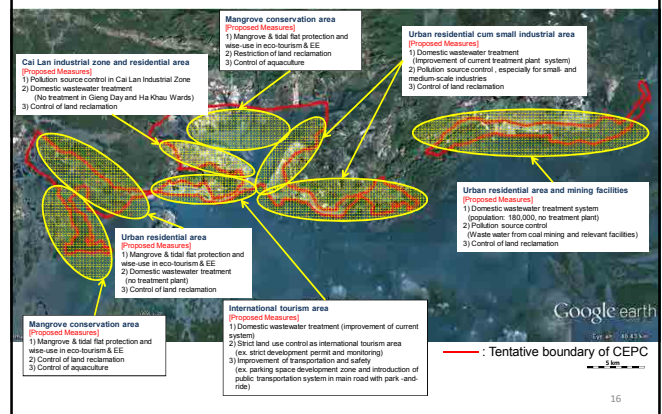 Mangrove conservation area
[Proposed Measures]
1) Mangrove & tidal flat protection and
wise-use in eco-tourism & EE
2) Restriction of land reclamation
3) Control of aquaculture
Urban residential cum small industrial area
[Proposed Measures]
1) Domestic wastewater treatment
(Improvement of current treatment plant system)
2) Pollution source control , especially for small- and
medium-scale industries
3) Control of land reclamation
Cai Lan industrial zone and residential area
[Proposed Measures]
1) Pollution source control in Cai Lan Industrial Zone
2) Domestic wastewater treatment
(No treatment in Gieng Day and Ha Khau Wards)
3) Control of land reclamation
Urban residential area and mining facilities
[Proposed Measures]
1) Domestic wastewater treatment system
(population: 180,000, no treatment plant)
2) Pollution source control
(Waste water from coal mining and relevant facilities)
3) Control of land reclamation
Urban residential area
[Proposed Measures]
1) Mangrove & tidal flat protection and
wise-use in eco-tourism & EE
2) Domestic wastewater treatment
(no treatment plant)
3) Control of land reclamation
International tourism area
[Proposed Measures]
1) Domestic wastewater treatment (improvement of current
system)
2) Strict land use control as international tourism area
(ex. strict development permit and monitoring)
3) Improvement of transportation and safety
(ex. parking space development zone and introduction of
public transportation system in main road with park -and-
ride)
Mangrove conservation area
[Proposed Measures]
1) Mangrove & tidal flat protection and
wise-use in eco-tourism & EE
2) Control of land reclamation
3) Control of aquaculture
Google earth
: Tentative boundary of CEPC
5 km
16